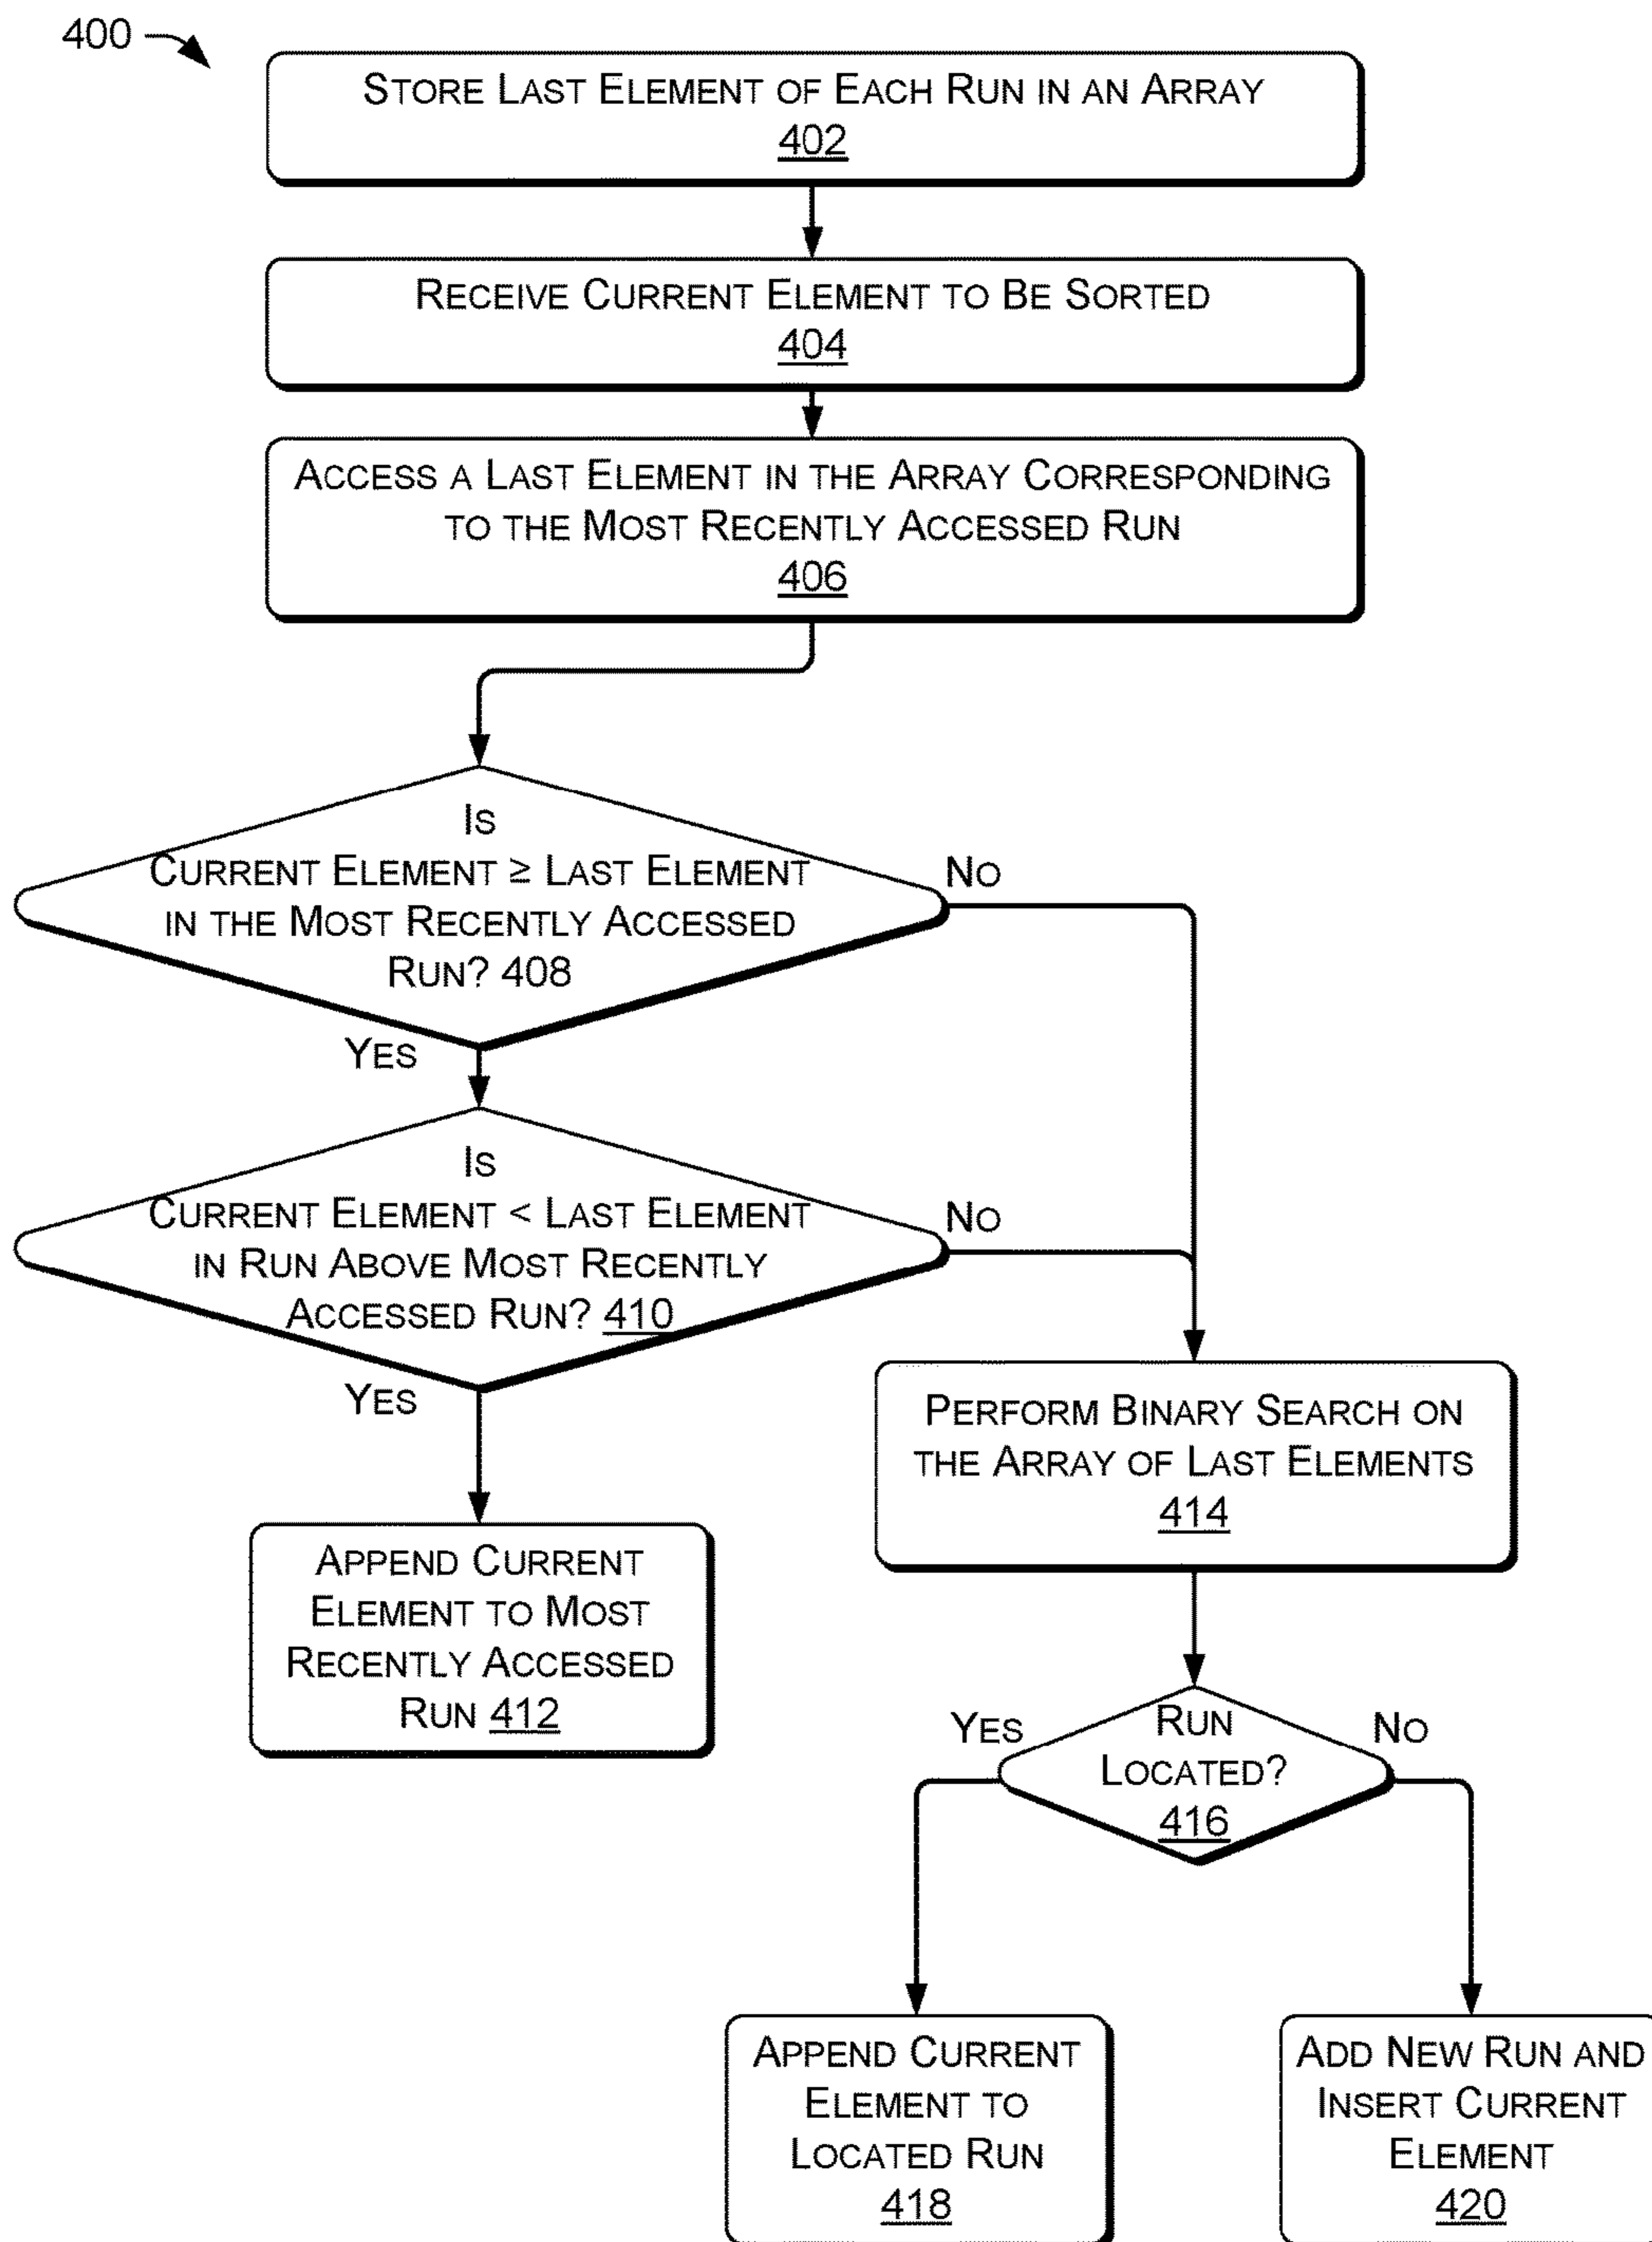 400
STORE LAST ELEMENT OF EACH RUN IN AN ARRAY
402
RECEIVE CURRENT ELEMENT TO BE SORTED
404
ACCESS A LAST ELEMENT IN THE ARRAY CORRESPONDING
TO THE MOST RECENTLY ACCESSED RUN
406
IS
CURRENT ELEMENT ≥ LAST ELEMENT
IN THE MOST RECENTLY ACCESSED
RUN? 408
NO
YES
IS
CURRENT ELEMENT < LAST ELEMENT
IN RUN ABOVE MOST RECENTLY
ACCESSED RUN? 410
NO
YES
APPEND CURRENT
ELEMENT TO MOST
RECENTLY ACCESSED
RUN 412
PERFORM BINARY SEARCH ON
THE ARRAY OF LAST ELEMENTS
414
YES
RUN
LOCATED?
416
NO
APPEND CURRENT
ELEMENT TO
LOCATED RUN
418
ADD NEW RUN AND
INSERT CURRENT
ELEMENT
420